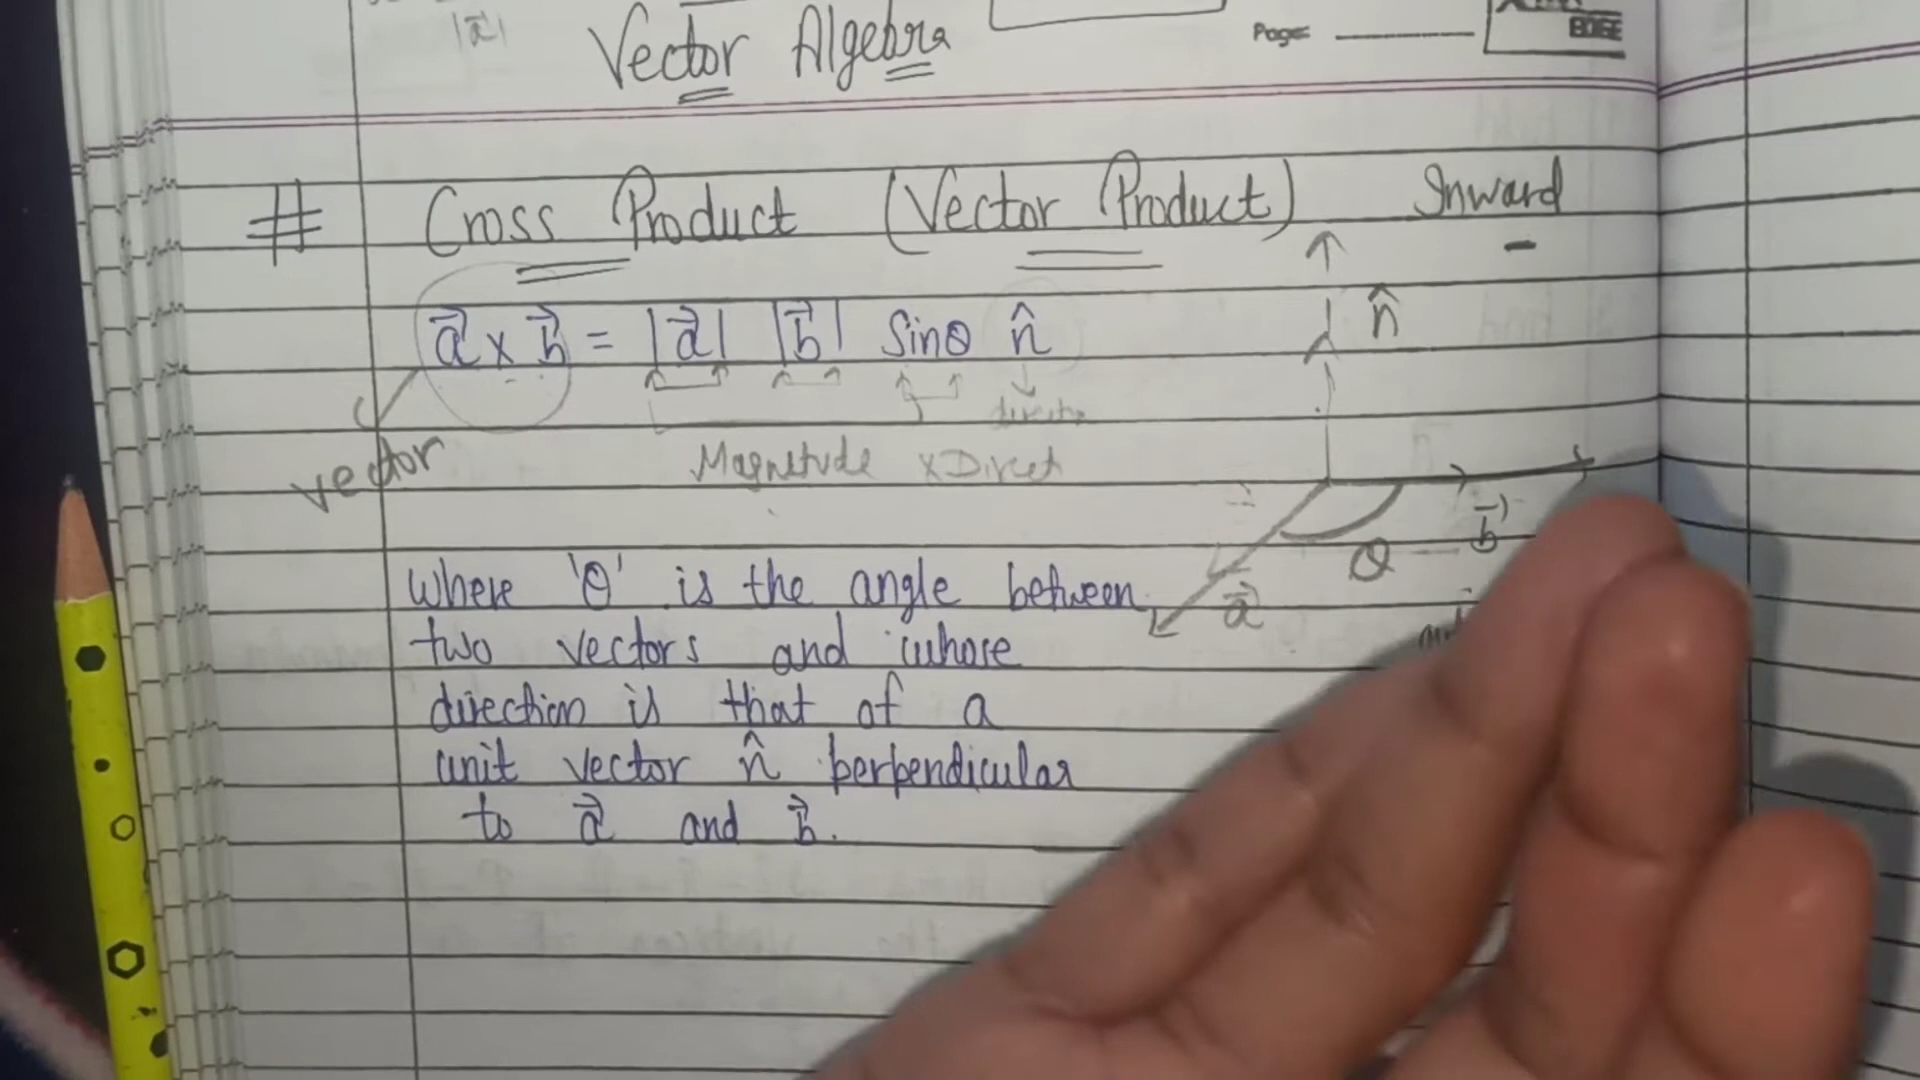 |a⃗|
Vector Algebra
Page
# Cross Product (Vector Product)
Inward
-
a⃗ x b⃗ = |a⃗| |b⃗| Sinθ n̂
n̂
vector
Magnitude x Direct
b⃗
θ
a⃗
where 'θ' is the angle between
two vectors and whose
direction is that of a
unit vector n̂ perpendicular
to a⃗ and b⃗.